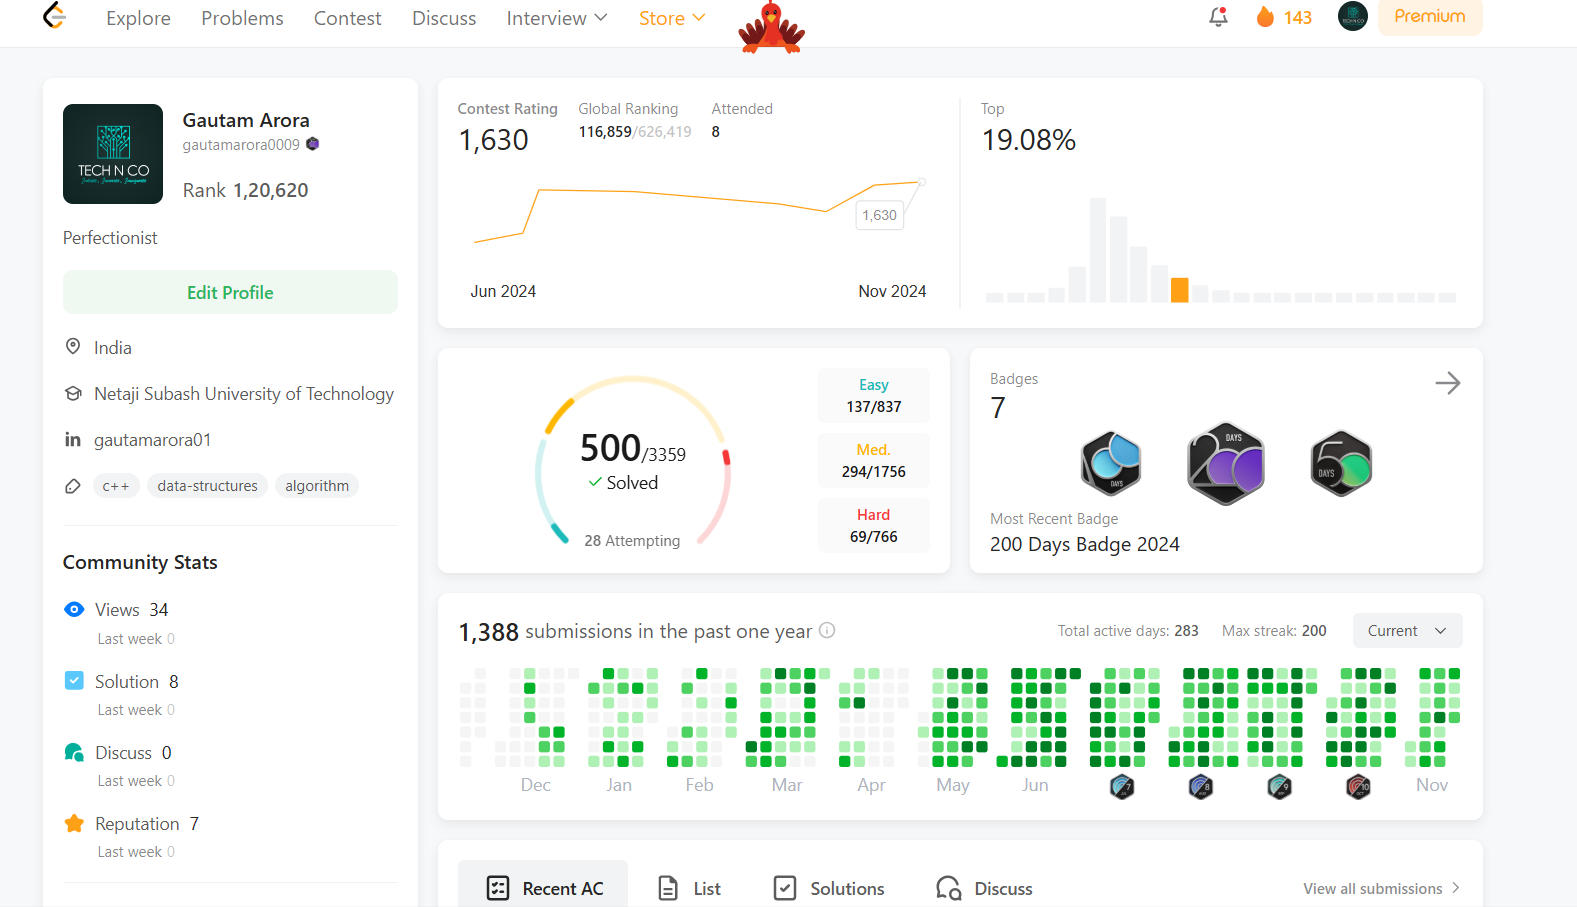 Explore Problems Contest Discuss Interview Store 143 Premium
Gautam Arora
gautamarora0009
Rank 1,20,620
TECH N CO
Perfectionist
Edit Profile
India
Netaji Subash University of Technology
gautamarora01
c++ data-structures algorithm
Community Stats
Views 34
Last week 0
Solution 8
Last week 0
Discuss 0
Last week 0
Reputation 7
Last week 0
Contest Rating
1,630
Global Ranking
116,859/626,419
Attended
8
1,630
Jun 2024 Nov 2024
Top
19.08%
500/3359
Solved
28 Attempting
Easy
137/837
Med.
294/1756
Hard
69/766
Badges
7
DAYS
200 DAYS
50 DAYS
Most Recent Badge
200 Days Badge 2024
1,388 submissions in the past one year
Total active days: 283 Max streak: 200 Current
Dec Jan Feb Mar Apr May Jun 7 8 9 10 Nov
Recent AC List Solutions Discuss View all submissions